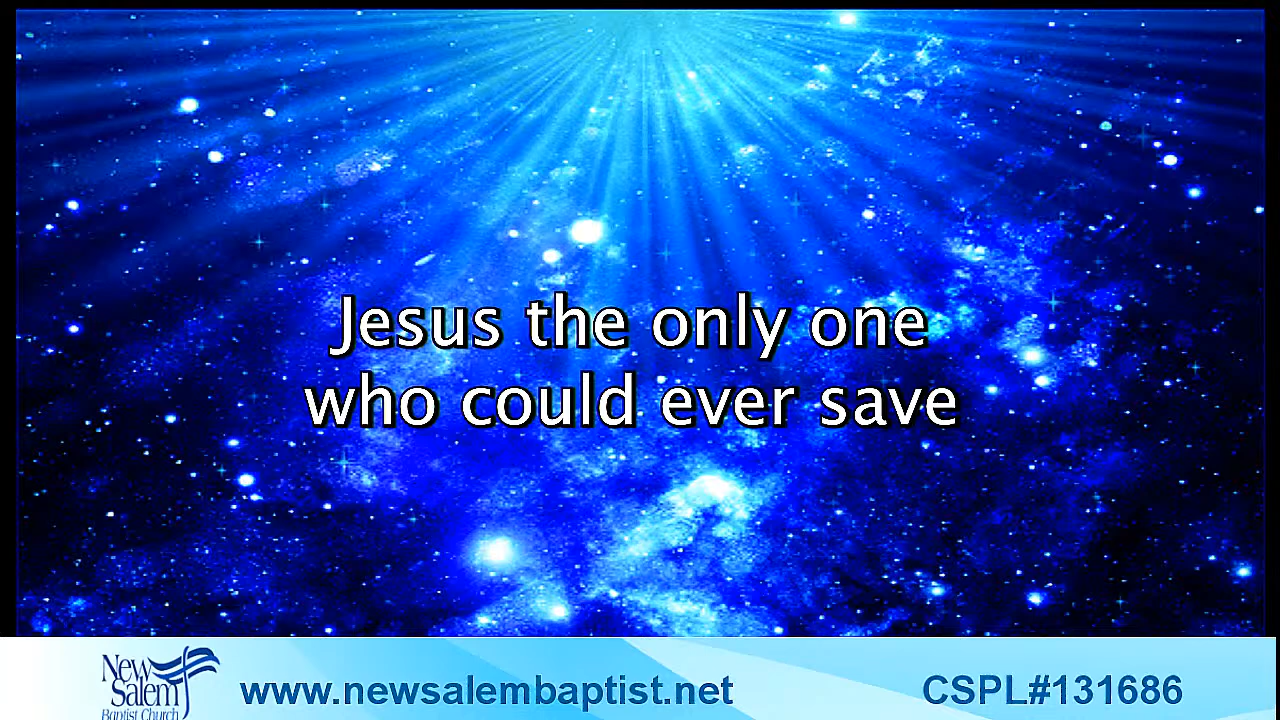 Jesus the only one
who could ever save
New
Salem
Baptist Church
www.newsalembaptist.net
CSPL#131686